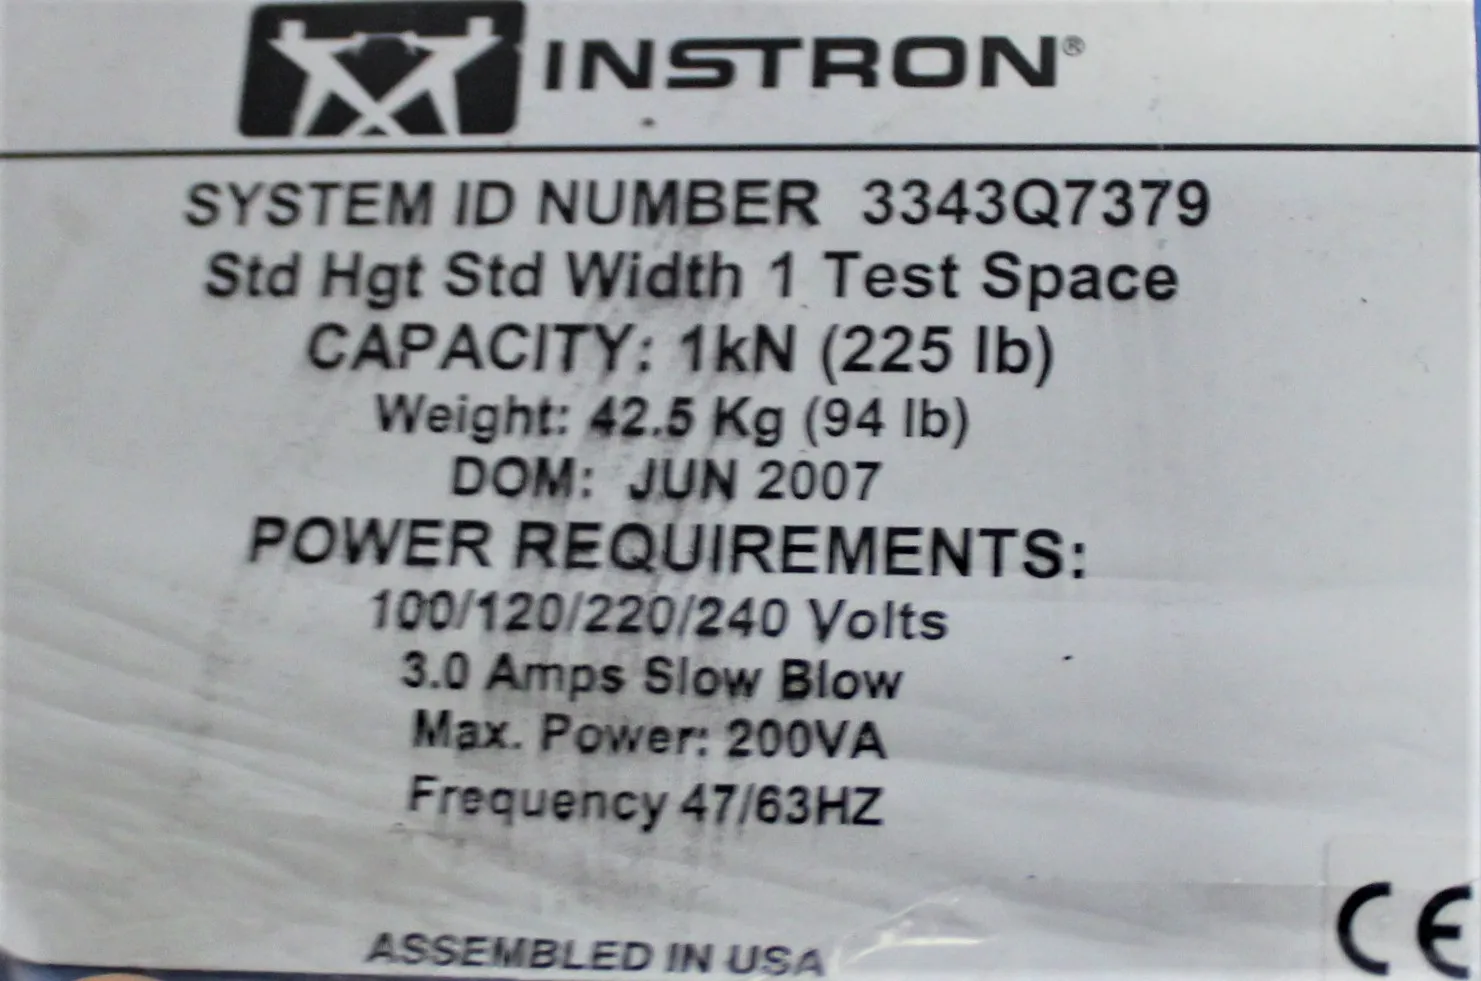 INSTRON®
SYSTEM ID NUMBER 3343Q7379
Std Hgt Std Width 1 Test Space
CAPACITY: 1kN (225 lb)
Weight: 42.5 Kg (94 lb)
DOM: JUN 2007
POWER REQUIREMENTS:
100/120/220/240 Volts
3.0 Amps Slow Blow
Max. Power: 200VA
Frequency 47/63HZ
ASSEMBLED IN USA
CE